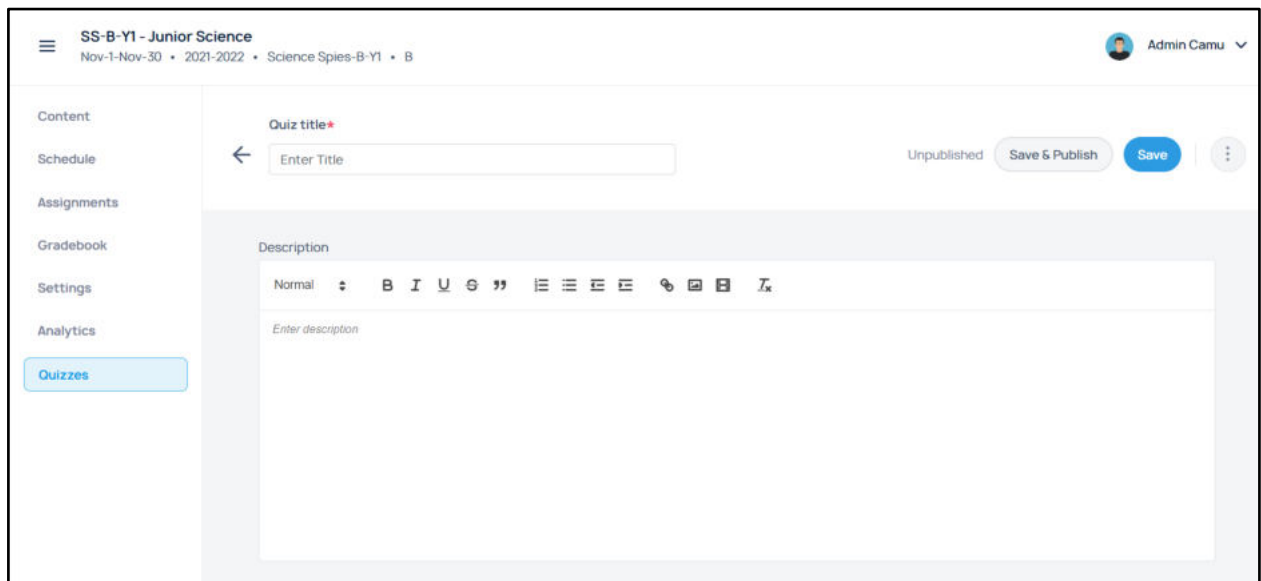 SS-B-Y1 - Junior Science
Nov-1-Nov-30 • 2021-2022 • Science Spies-B-Y1 • B
Admin Camu
Content
Schedule
Assignments
Gradebook
Settings
Analytics
Quizzes
Quiz title*
Enter Title
Unpublished Save & Publish Save
Description
Normal B I U S
Enter description